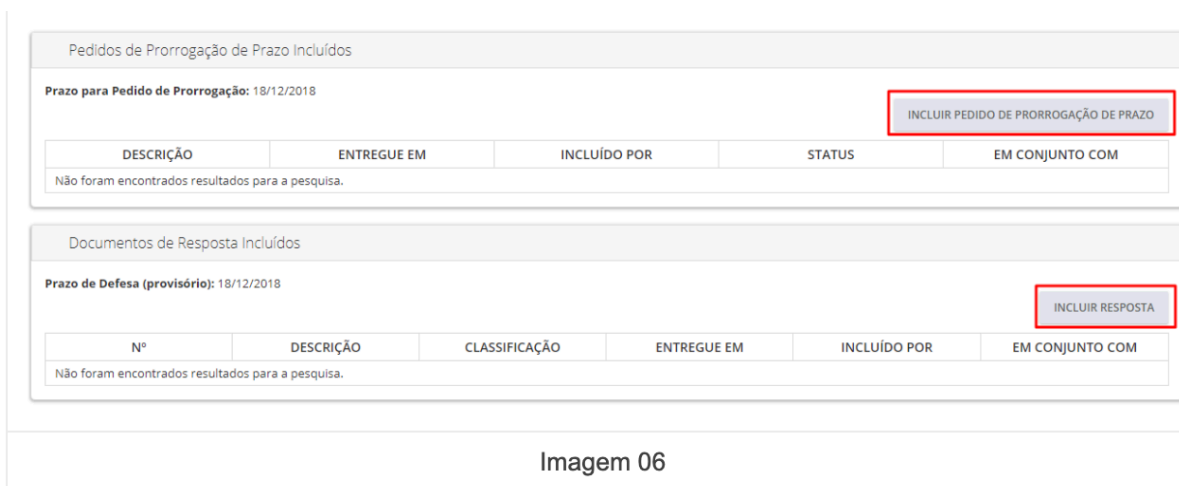 Pedidos de Prorrogação de Prazo Incluídos
Prazo para Pedido de Prorrogação: 18/12/2018
INCLUIR PEDIDO DE PRORROGAÇÃO DE PRAZO
DESCRIÇÃO ENTREGUE EM INCLUÍDO POR STATUS EM CONJUNTO COM
Não foram encontrados resultados para a pesquisa.
Documentos de Resposta Incluídos
Prazo de Defesa (provisório): 18/12/2018
INCLUIR RESPOSTA
Nº DESCRIÇÃO CLASSIFICAÇÃO ENTREGUE EM INCLUÍDO POR EM CONJUNTO COM
Não foram encontrados resultados para a pesquisa.
Imagem 06